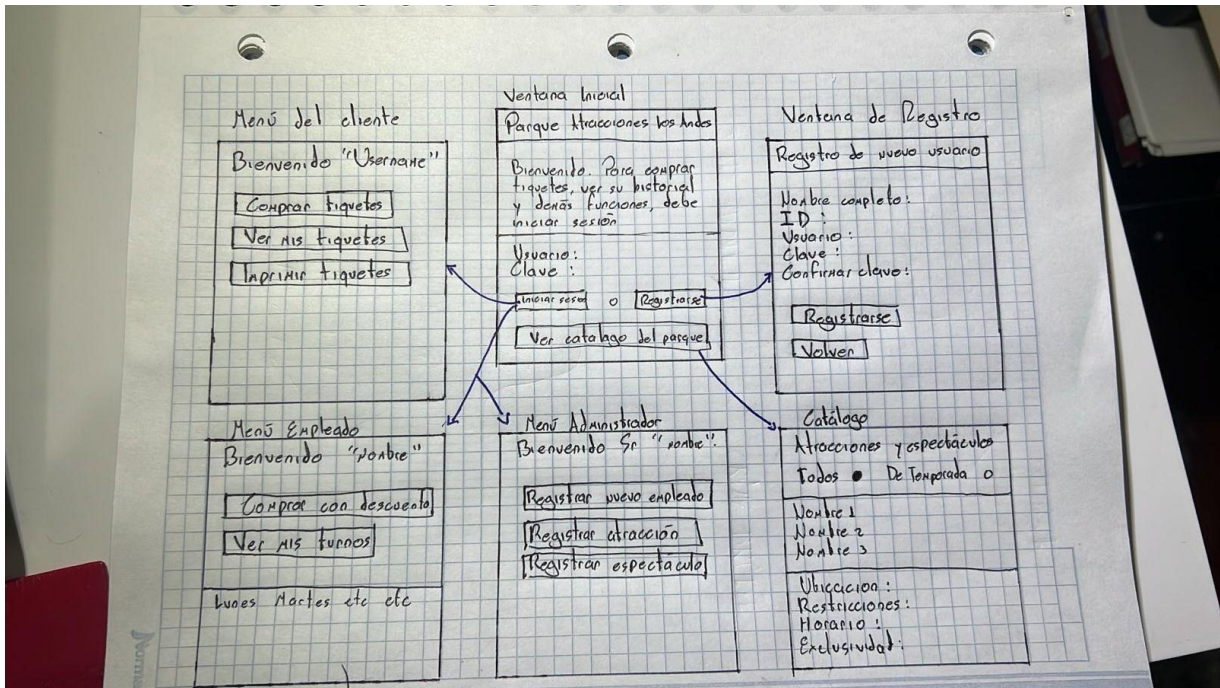 Menú del cliente
Bienvenido "Username"
Comprar tiquetes
Ver mis tiquetes
Imprimir tiquetes
Ventana Inicial
Parque Atracciones los Andes
Bienvenido. Para comprar
tiquetes, ver su historial
y demás funciones, debe
iniciar sesión
Usuario:
Clave :
Iniciar sesion o Registrarse
Ver catalago del parque
Ventana de Registro
Registro de nuevo usuario
Nombre completo:
ID :
Usuario :
Clave :
Confirmar clave:
Registrarse
Volver
Menú Empleado
Bienvenido "Nombre"
Comprar con descuento
Ver mis turnos
Lunes Martes etc etc
Menú Administrador
Bienvenido Sr "nombre".
Registrar nuevo empleado
Registrar atracción
Registrar espectaculo
Catálogo
Atracciones y espectáculos
Todos De Temporada
Nombre 1
Nombre 2
Nombre 3
Ubicacion :
Restricciones:
Horario :
Exclusividad: